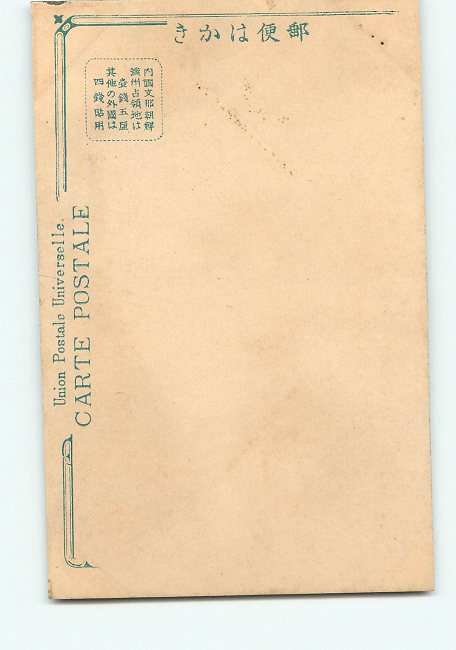 郵便はかき
内國支那朝鮮
滿州占領地は
壹錢五厘
其他の外國は
四錢貼用
Union Postale Universelle.
CARTE POSTALE